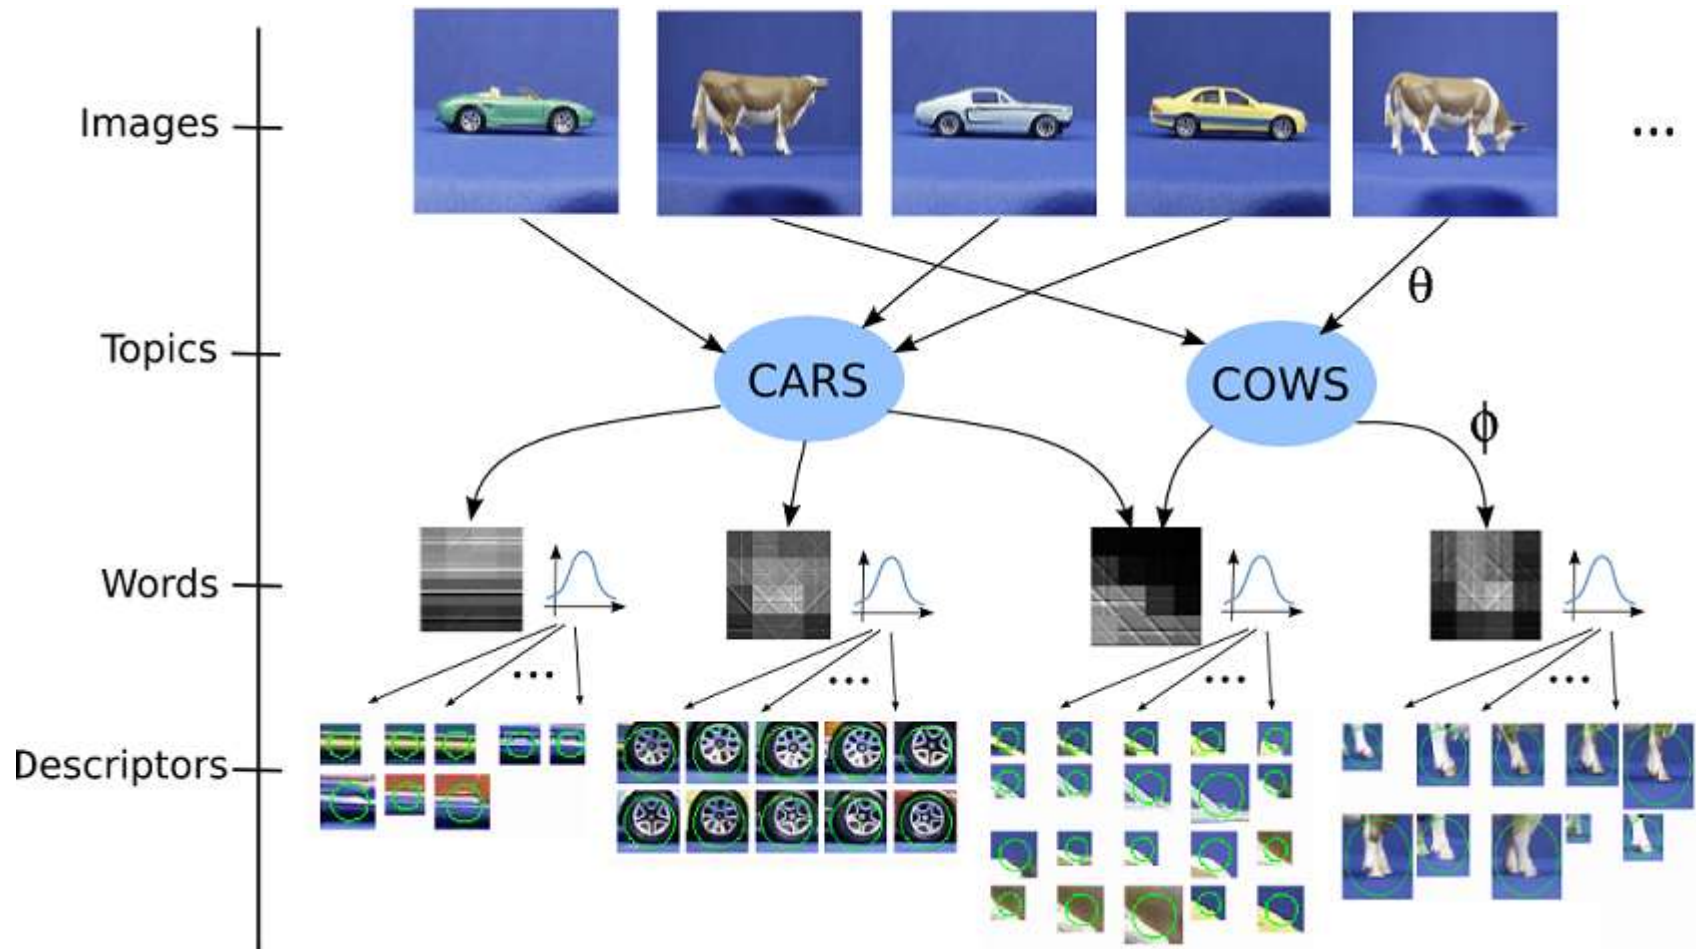 Images
...
θ
Topics
CARS
COWS
ϕ
Words
...
...
...
...
Descriptors